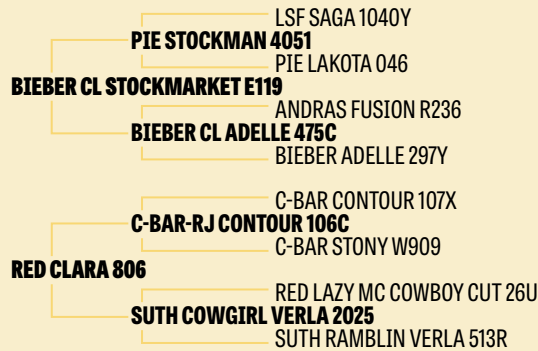 LSF SAGA 1040Y
PIE STOCKMAN 4051
PIE LAKOTA 046
BIEBER CL STOCKMARKET E119
ANDRAS FUSION R236
BIEBER CL ADELLE 475C
BIEBER ADELLE 297Y
C-BAR CONTOUR 107X
C-BAR-RJ CONTOUR 106C
C-BAR STONY W909
RED CLARA 806
RED LAZY MC COWBOY CUT 26U
SUTH COWGIRL VERLA 2025
SUTH RAMBLIN VERLA 513R